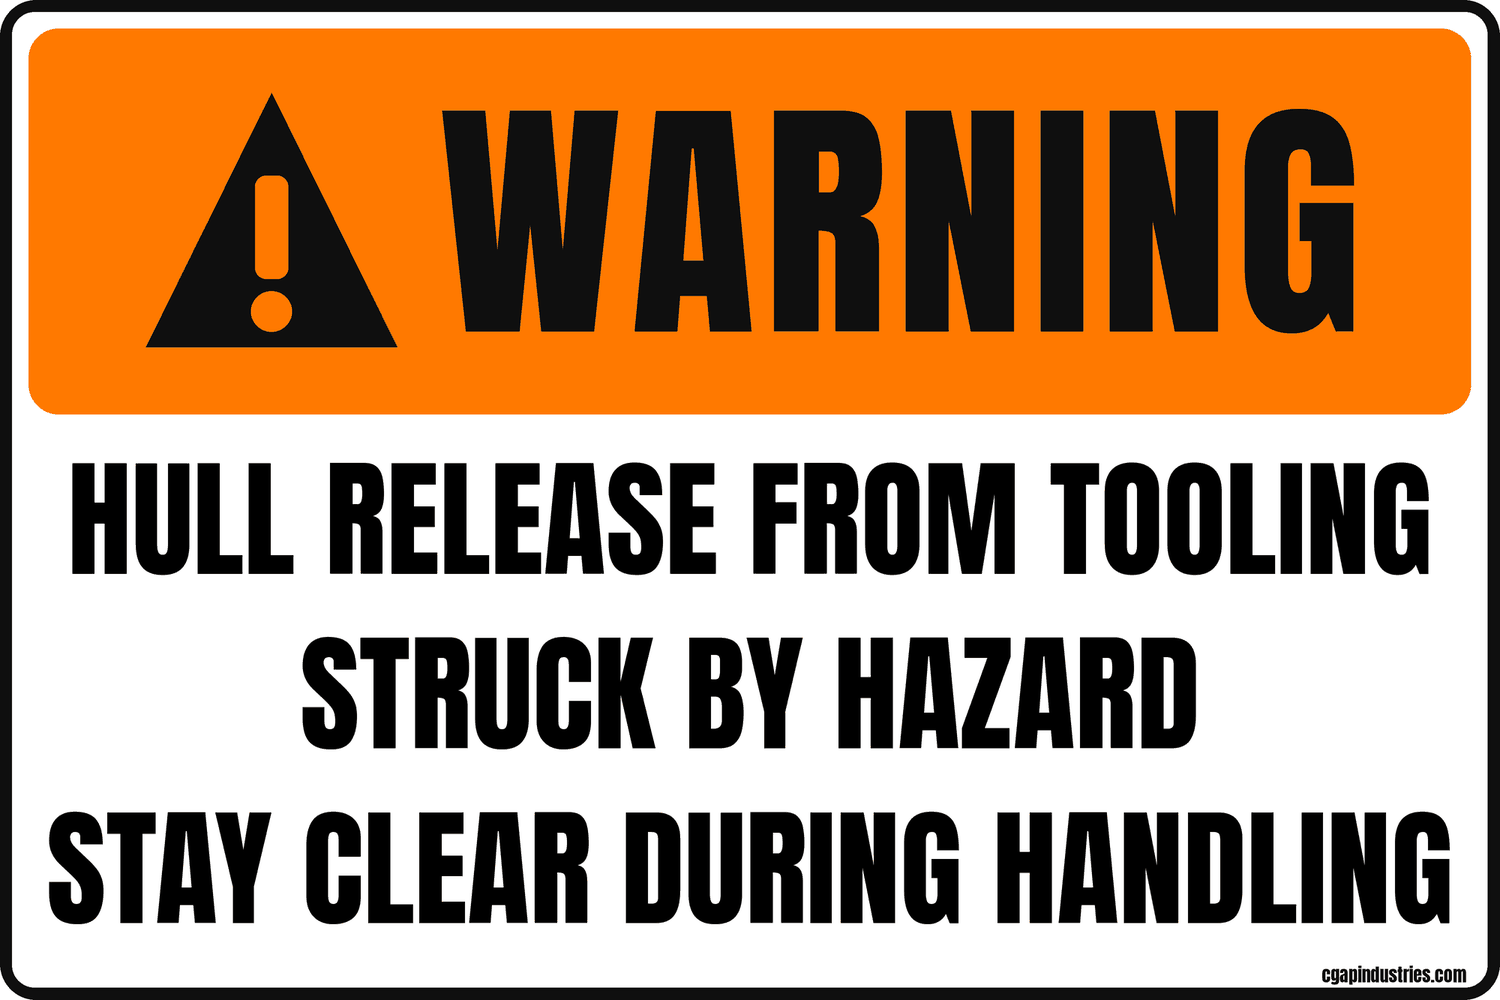 WARNING
HULL RELEASE FROM TOOLING
STRUCK BY HAZARD
STAY CLEAR DURING HANDLING
cgapindustries.com